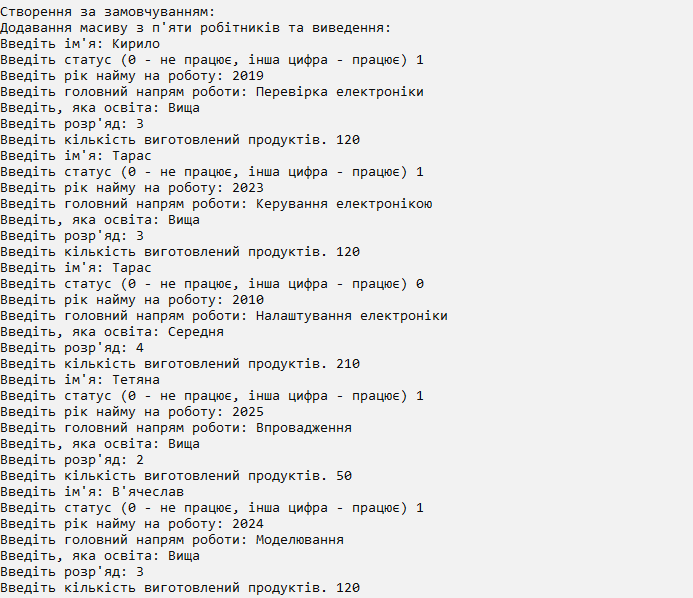 Створення за замовчуванням:
Додавання масиву з п'яти робітників та виведення:
Введіть ім'я: Кирило
Введіть статус (0 - не працює, інша цифра - працює) 1
Введіть рік найму на роботу: 2019
Введіть головний напрям роботи: Перевірка електроніки
Введіть, яка освіта: Вища
Введіть розр'яд: 3
Введіть кількість виготовлений продуктів. 120
Введіть ім'я: Тарас
Введіть статус (0 - не працює, інша цифра - працює) 1
Введіть рік найму на роботу: 2023
Введіть головний напрям роботи: Керування електронікою
Введіть, яка освіта: Вища
Введіть розр'яд: 3
Введіть кількість виготовлений продуктів. 120
Введіть ім'я: Тарас
Введіть статус (0 - не працює, інша цифра - працює) 0
Введіть рік найму на роботу: 2010
Введіть головний напрям роботи: Налаштування електроніки
Введіть, яка освіта: Середня
Введіть розр'яд: 4
Введіть кількість виготовлений продуктів. 210
Введіть ім'я: Тетяна
Введіть статус (0 - не працює, інша цифра - працює) 1
Введіть рік найму на роботу: 2025
Введіть головний напрям роботи: Впровадження
Введіть, яка освіта: Вища
Введіть розр'яд: 2
Введіть кількість виготовлений продуктів. 50
Введіть ім'я: В'ячеслав
Введіть статус (0 - не працює, інша цифра - працює) 1
Введіть рік найму на роботу: 2024
Введіть головний напрям роботи: Моделювання
Введіть, яка освіта: Вища
Введіть розр'яд: 3
Введіть кількість виготовлений продуктів. 120